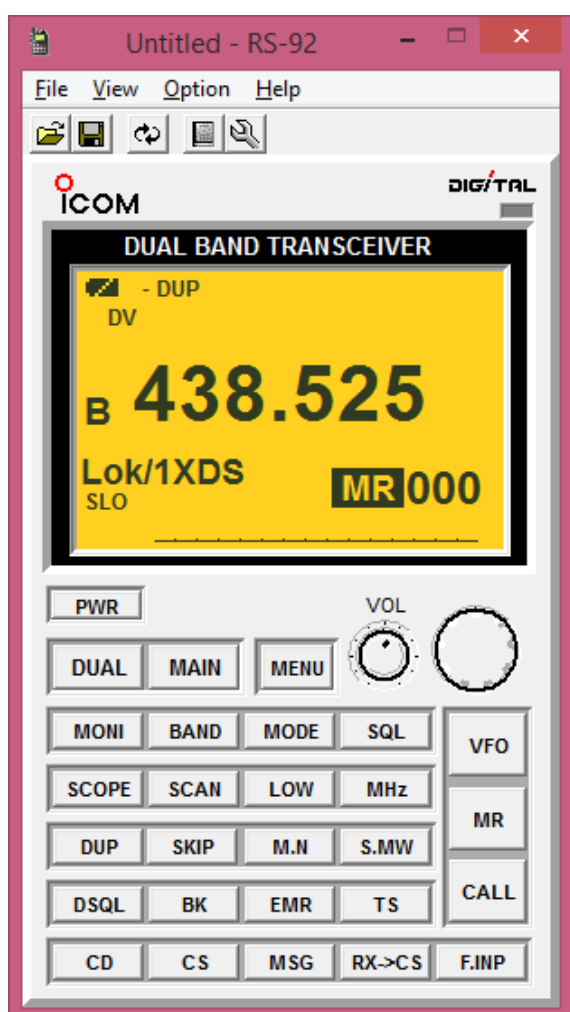 Untitled - RS-92
File View Option Help
ICOM
DIGITAL
DUAL BAND TRANSCEIVER
- DUP
DV
B 438.525
Lok/1XDS
SLO
MR 000
PWR
VOL
DUAL MAIN MENU
MONI BAND MODE SQL
VFO
SCOPE SCAN LOW MHz
MR
DUP SKIP M.N S.MW
CALL
DSQL BK EMR TS
CD CS MSG RX->CS F.INP